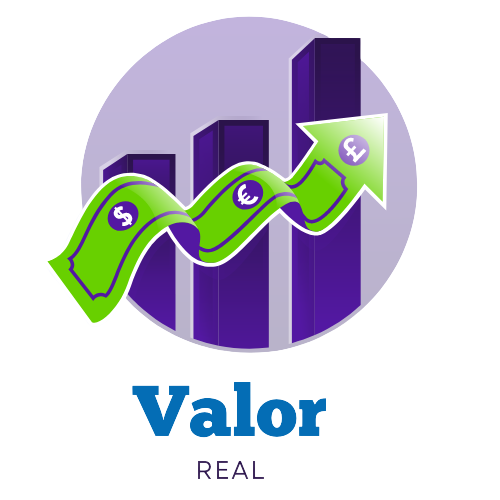 $ € £
Valor
REAL